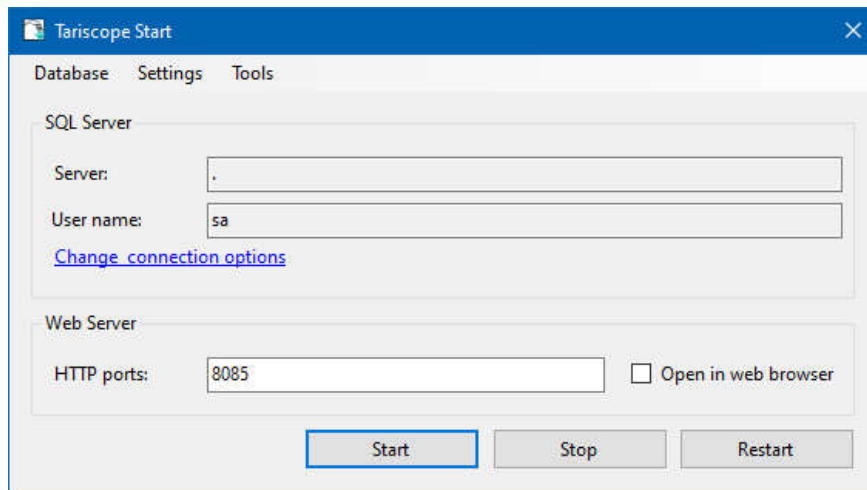 Tariscope Start
Database Settings Tools
SQL Server
Server: .
User name: sa
Change connection options
Web Server
HTTP ports: 8085 Open in web browser
Start Stop Restart